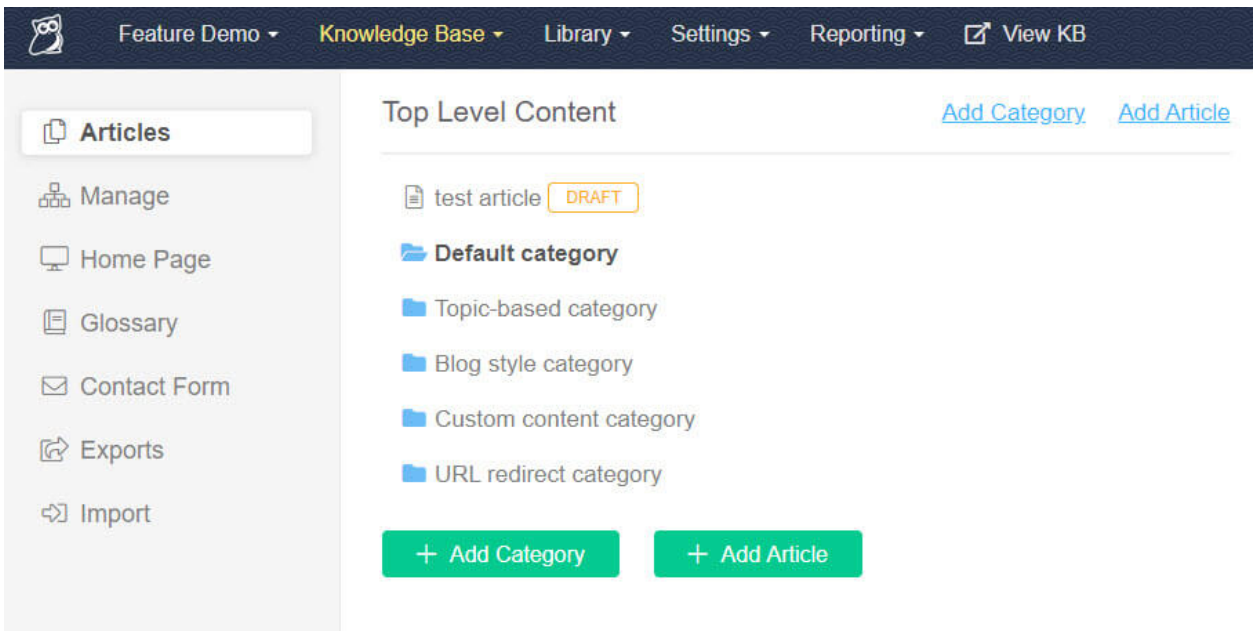 Feature Demo Knowledge Base Library Settings Reporting View KB
Articles
Manage
Home Page
Glossary
Contact Form
Exports
Import
Top Level Content Add Category Add Article
test article DRAFT
Default category
Topic-based category
Blog style category
Custom content category
URL redirect category
+ Add Category + Add Article